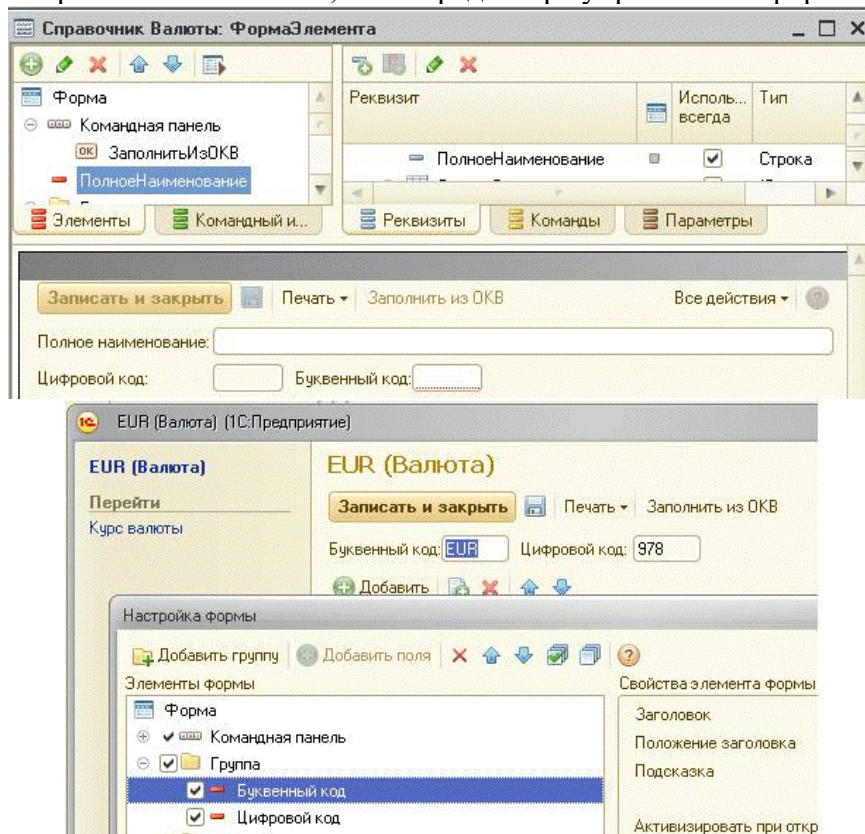 Справочник Валюты: ФормаЭлемента
Форма
Командная панель
ЗаполнитьИзОКВ
ПолноеНаименование
Элементы
Командный и...
Реквизит
Исполь... всегда
Тип
ПолноеНаименование
Строка
Реквизиты
Команды
Параметры
Записать и закрыть
Печать
Заполнить из ОКВ
Все действия
Полное наименование:
Цифровой код:
Буквенный код:
EUR (Валюта) (1С:Предприятие)
EUR (Валюта)
Перейти
Курс валюты
EUR (Валюта)
Записать и закрыть
Печать
Заполнить из ОКВ
Буквенный код: EUR
Цифровой код: 978
Добавить
Настройка формы
Добавить группу
Добавить поля
Элементы формы
Форма
Командная панель
Группа
Буквенный код
Цифровой код
Свойства элемента формы
Заголовок
Положение заголовка
Подсказка
Активизировать при откр